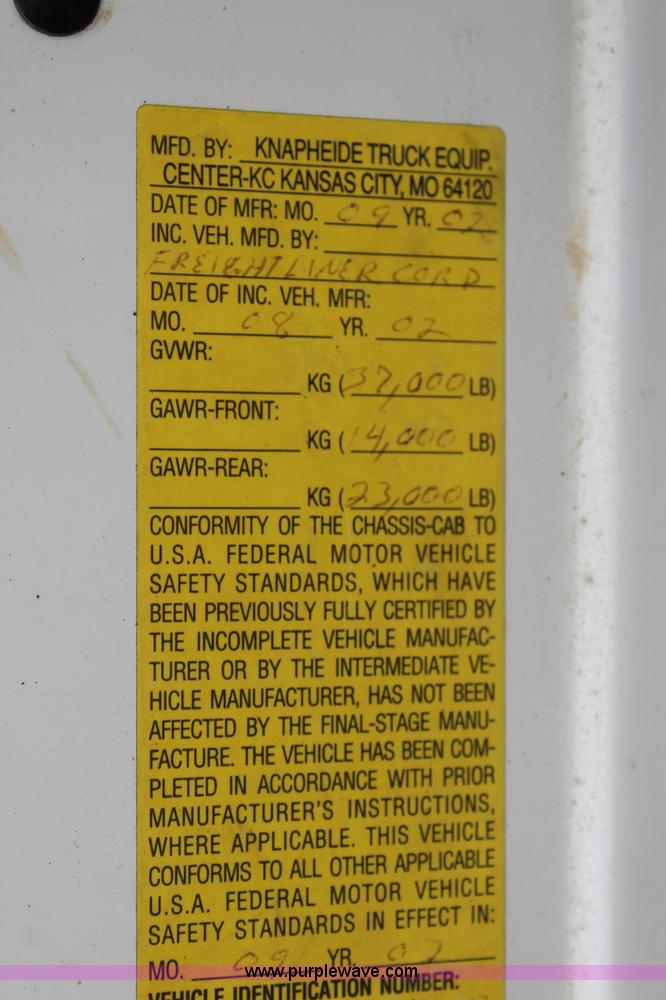 MFD. BY: KNAPHEIDE TRUCK EQUIP.
CENTER-KC KANSAS CITY, MO 64120
DATE OF MFR: MO. 09 YR. 02
INC. VEH. MFD. BY:
FREIGHTLINER CORP
DATE OF INC. VEH. MFR:
MO. 08 YR. 02
GVWR:
KG (37,000 LB)
GAWR-FRONT:
KG (14,000 LB)
GAWR-REAR:
KG (23,000 LB)
CONFORMITY OF THE CHASSIS-CAB TO
U.S.A. FEDERAL MOTOR VEHICLE
SAFETY STANDARDS, WHICH HAVE
BEEN PREVIOUSLY FULLY CERTIFIED BY
THE INCOMPLETE VEHICLE MANUFAC-
TURER OR BY THE INTERMEDIATE VE-
HICLE MANUFACTURER, HAS NOT BEEN
AFFECTED BY THE FINAL-STAGE MANU-
FACTURE. THE VEHICLE HAS BEEN COM-
PLETED IN ACCORDANCE WITH PRIOR
MANUFACTURER'S INSTRUCTIONS,
WHERE APPLICABLE. THIS VEHICLE
CONFORMS TO ALL OTHER APPLICABLE
U.S.A. FEDERAL MOTOR VEHICLE
SAFETY STANDARDS IN EFFECT IN:
MO. 09 YR. 02
www.purplewave.com
VEHICLE IDENTIFICATION NUMBER: